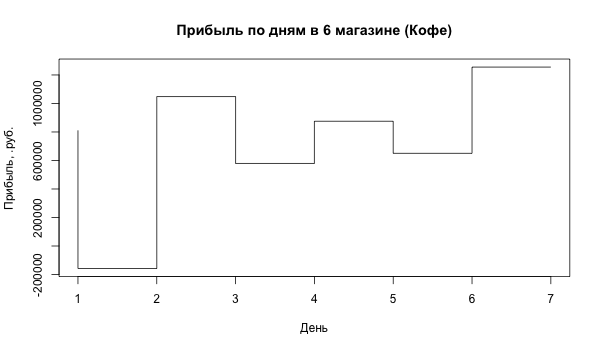 Прибыль по дням в 6 магазине (Кофе)
Прибыль, .руб.
1000000
600000
200000
-200000
1 2 3 4 5 6 7
День